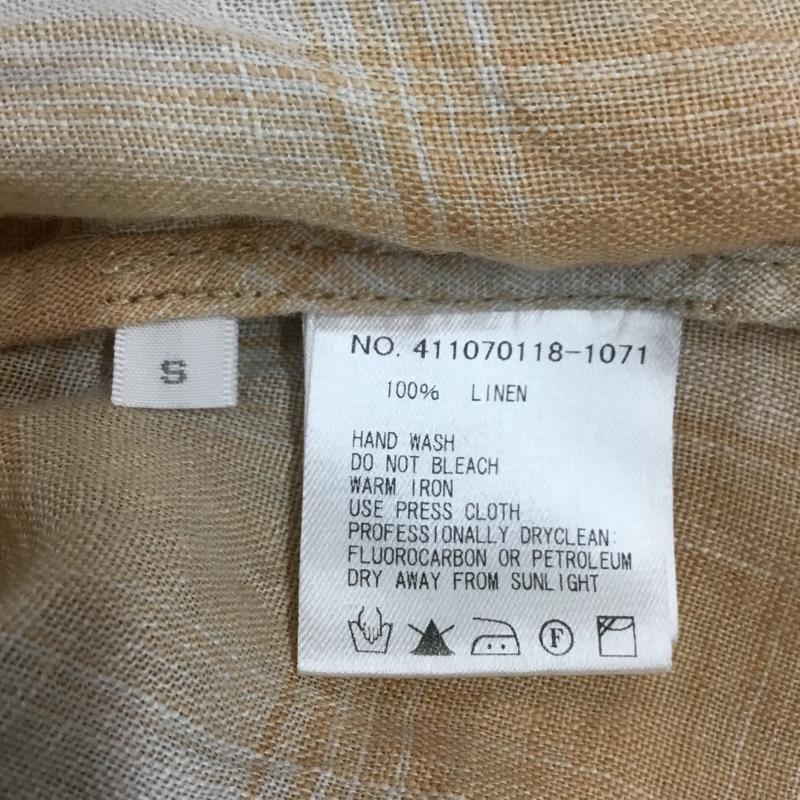 S
NO. 411070118-1071
100% LINEN
HAND WASH
DO NOT BLEACH
WARM IRON
USE PRESS CLOTH
PROFESSIONALLY DRYCLEAN:
FLUOROCARBON OR PETROLEUM
DRY AWAY FROM SUNLIGHT
F